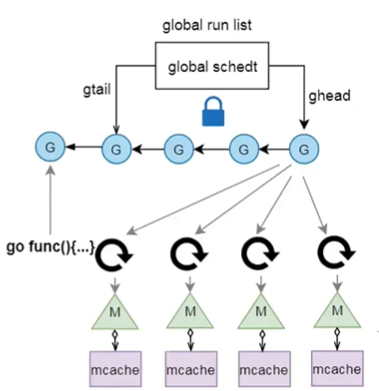 global run list
global schedt
gtail
ghead
G
G
G
G
G
go func(){...}
M
M
M
M
mcache
mcache
mcache
mcache